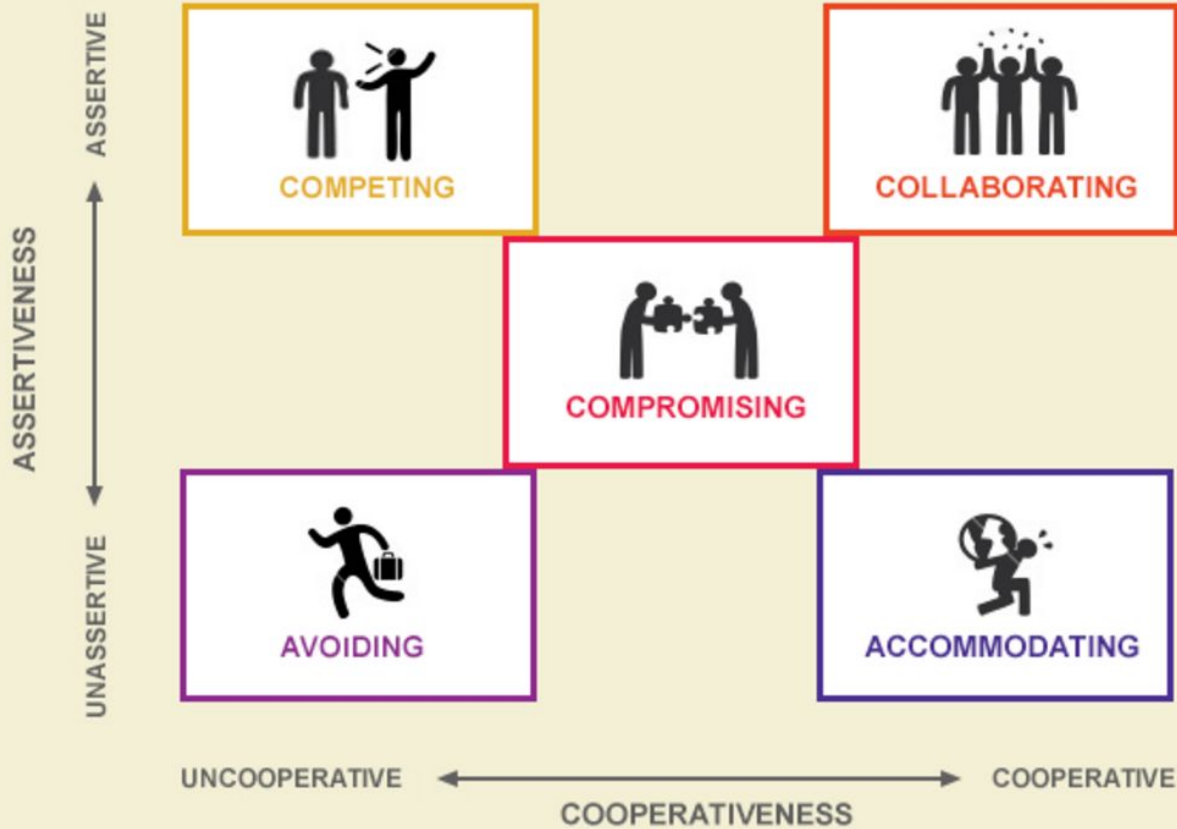 ASSERTIVE
COMPETING
COLLABORATING
ASSERTIVENESS
COMPROMISING
UNASSERTIVE
AVOIDING
ACCOMMODATING
UNCOOPERATIVE
COOPERATIVE
COOPERATIVENESS